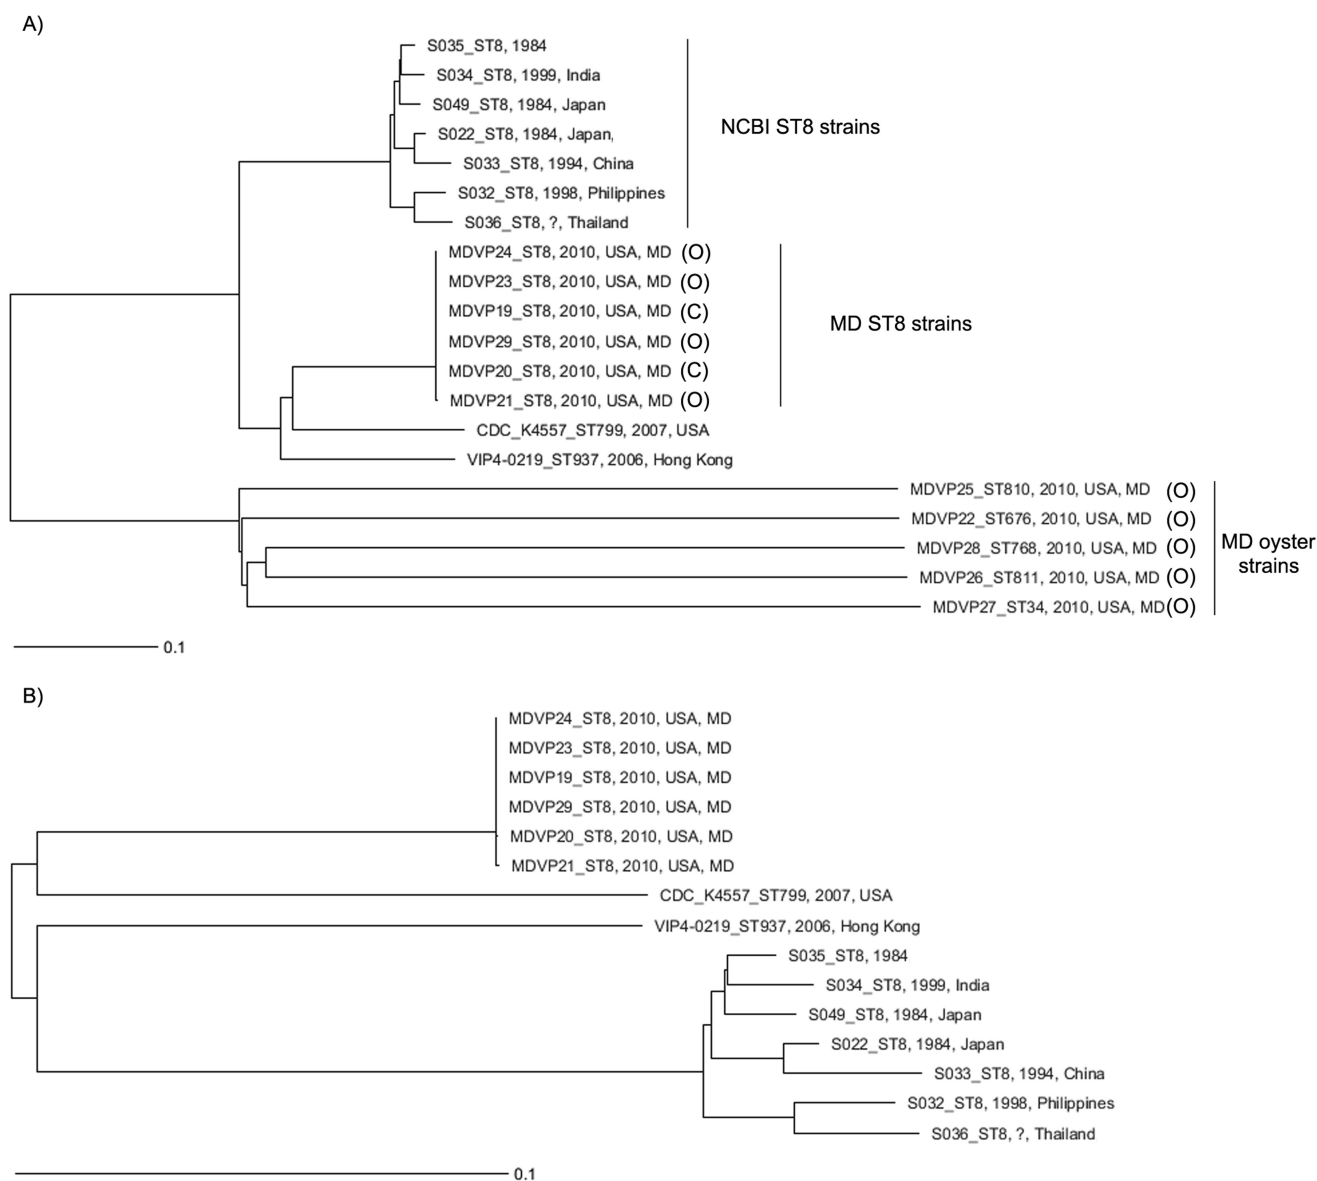 A)
S035_ST8, 1984
S034_ST8, 1999, India
S049_ST8, 1984, Japan
S022_ST8, 1984, Japan,
S033_ST8, 1994, China
S032_ST8, 1998, Philippines
S036_ST8, ?, Thailand
NCBI ST8 strains
MDVP24_ST8, 2010, USA, MD (O)
MDVP23_ST8, 2010, USA, MD (O)
MDVP19_ST8, 2010, USA, MD (C)
MDVP29_ST8, 2010, USA, MD (O)
MDVP20_ST8, 2010, USA, MD (C)
MDVP21_ST8, 2010, USA, MD (O)
MD ST8 strains
CDC_K4557_ST799, 2007, USA
VIP4-0219_ST937, 2006, Hong Kong
MDVP25_ST810, 2010, USA, MD (O)
MDVP22_ST676, 2010, USA, MD (O)
MDVP28_ST768, 2010, USA, MD (O)
MDVP26_ST811, 2010, USA, MD (O)
MDVP27_ST34, 2010, USA, MD(O)
MD oyster
strains
0.1
B)
MDVP24_ST8, 2010, USA, MD
MDVP23_ST8, 2010, USA, MD
MDVP19_ST8, 2010, USA, MD
MDVP29_ST8, 2010, USA, MD
MDVP20_ST8, 2010, USA, MD
MDVP21_ST8, 2010, USA, MD
CDC_K4557_ST799, 2007, USA
VIP4-0219_ST937, 2006, Hong Kong
S035_ST8, 1984
S034_ST8, 1999, India
S049_ST8, 1984, Japan
S022_ST8, 1984, Japan
S033_ST8, 1994, China
S032_ST8, 1998, Philippines
S036_ST8, ?, Thailand
0.1